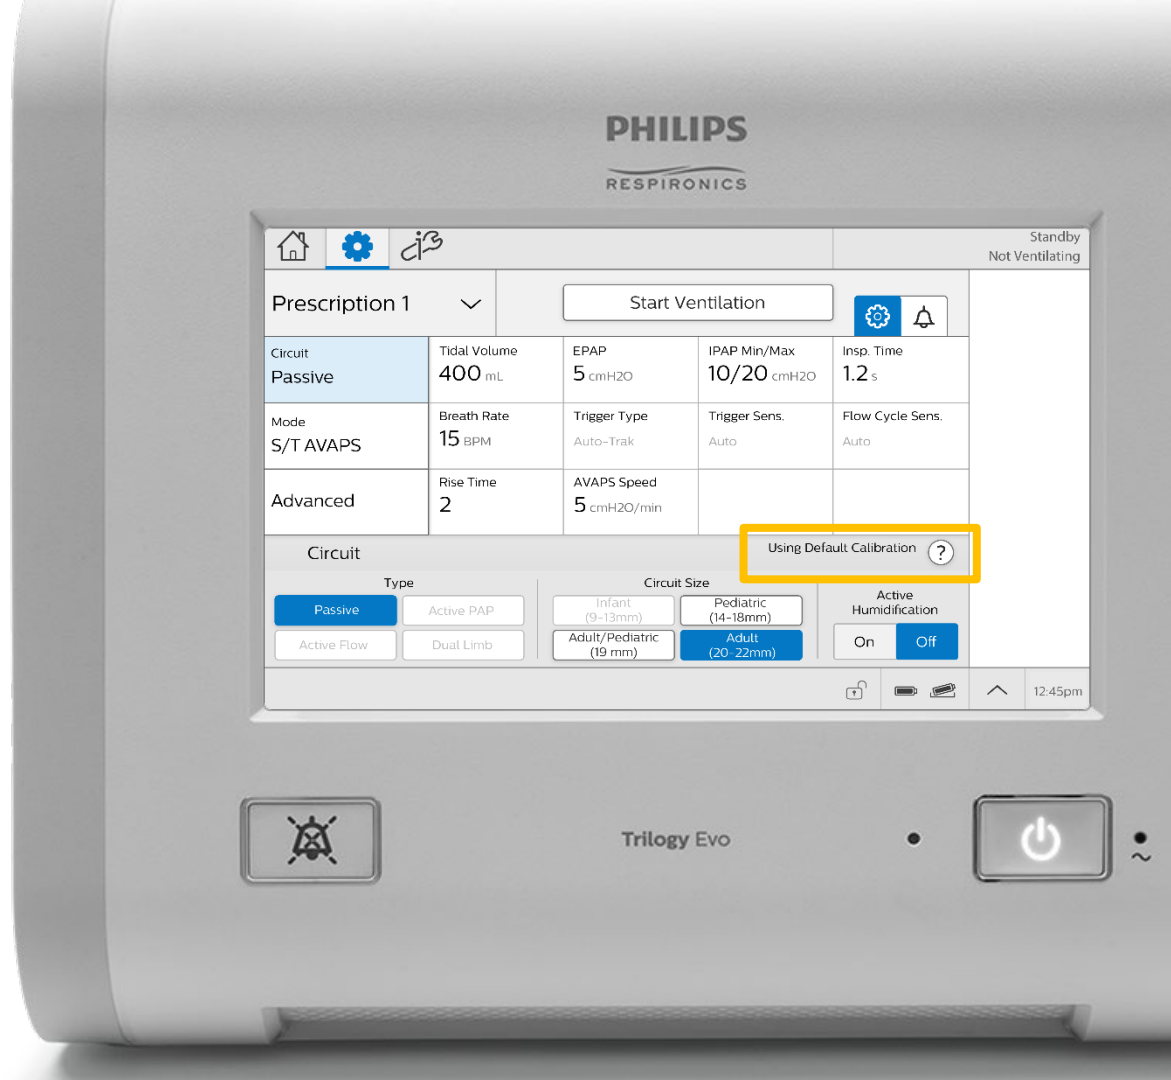 PHILIPS
RESPIRONICS
Standby
Not Ventilating
Prescription 1
Start Ventilation
Circuit
Passive
Tidal Volume
400 mL
EPAP
5 cmH2O
IPAP Min/Max
10/20 cmH2O
Insp. Time
1.2 s
Mode
S/T AVAPS
Breath Rate
15 BPM
Trigger Type
Auto-Trak
Trigger Sens.
Auto
Flow Cycle Sens.
Auto
Advanced
Rise Time
2
AVAPS Speed
5 cmH2O/min
Circuit
Using Default Calibration ?
Type
Passive
Active PAP
Active Flow
Dual Limb
Circuit Size
Infant
(9-13mm)
Pediatric
(14-18mm)
Adult/Pediatric
(19 mm)
Adult
(20-22mm)
Active
Humidification
On Off
12:45pm
Trilogy Evo